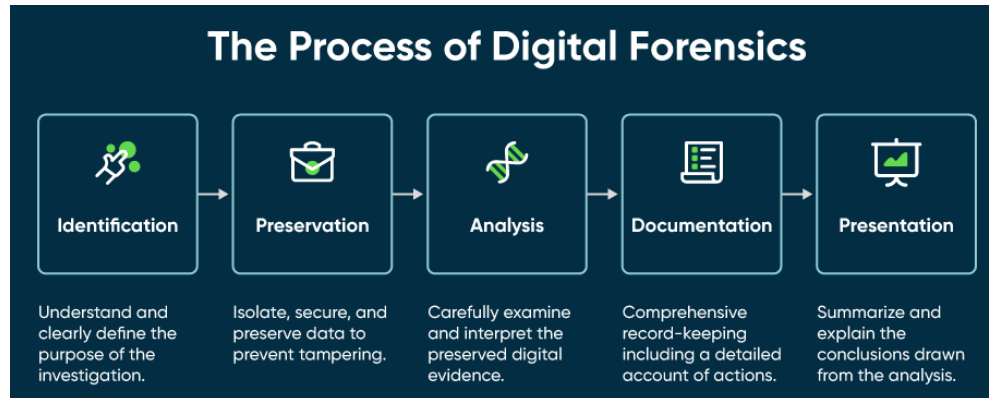 The Process of Digital Forensics
Identification
Preservation
Analysis
Documentation
Presentation
Understand and
clearly define the
purpose of the
investigation.
Isolate, secure, and
preserve data to
prevent tampering.
Carefully examine
and interpret the
preserved digital
evidence.
Comprehensive
record-keeping
including a detailed
account of actions.
Summarize and
explain the
conclusions drawn
from the analysis.